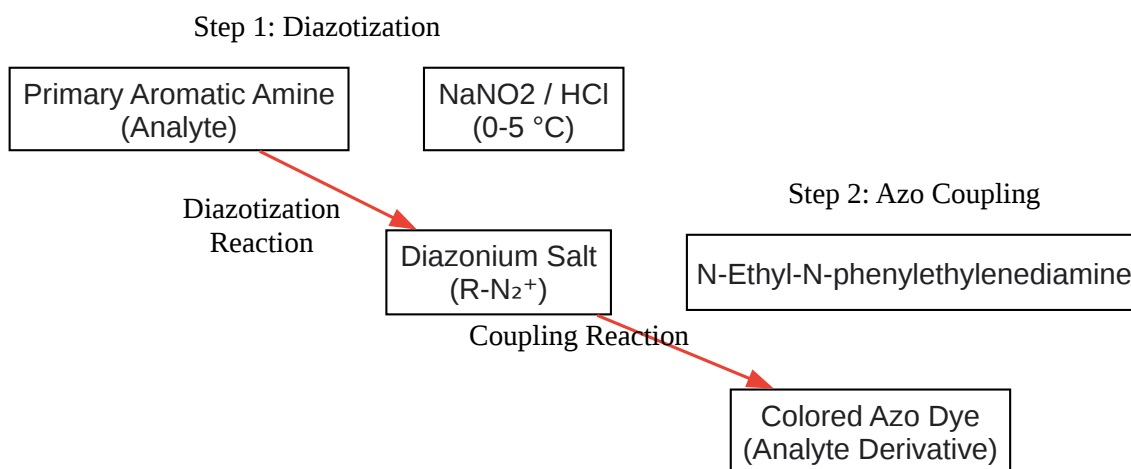 Step 1: Diazotization
Primary Aromatic Amine
(Analyte)
NaNO2 / HCl
(0-5 °C)
Diazotization
Reaction
Step 2: Azo Coupling
Diazonium Salt
(R-N₂⁺)
N-Ethyl-N-phenylethylenediamine
Coupling Reaction
Colored Azo Dye
(Analyte Derivative)